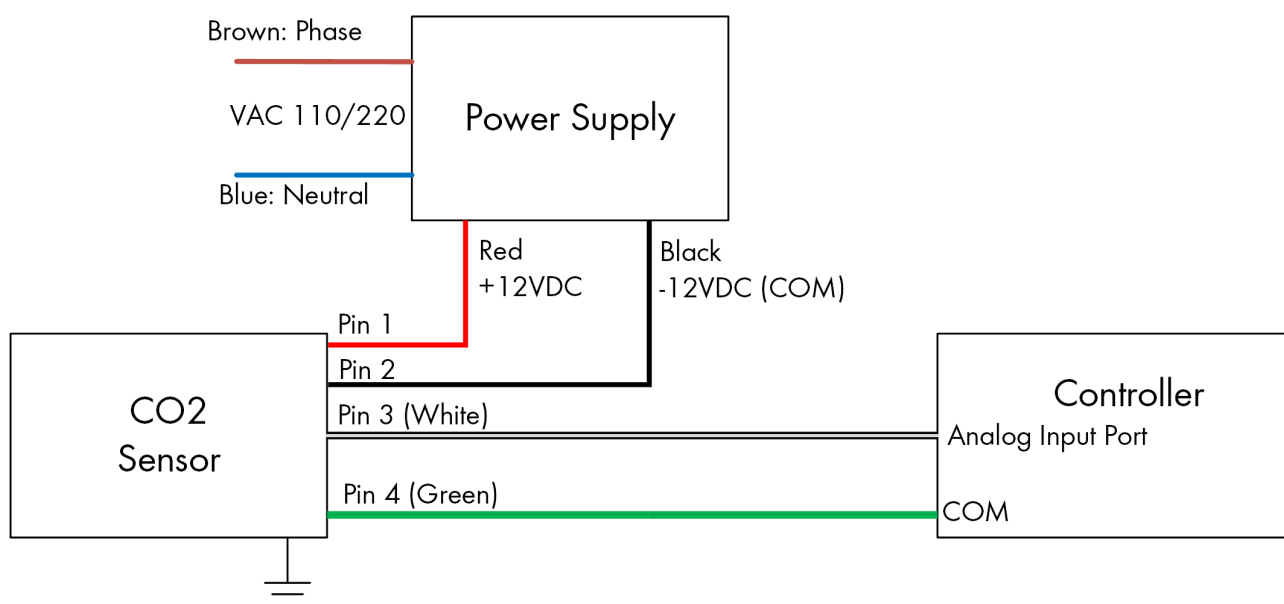 Brown: Phase
VAC 110/220
Blue: Neutral
Power Supply
Red
+12VDC
Black
-12VDC (COM)
Pin 1
Pin 2
Pin 3 (White)
Pin 4 (Green)
CO2
Sensor
Controller
Analog Input Port
COM